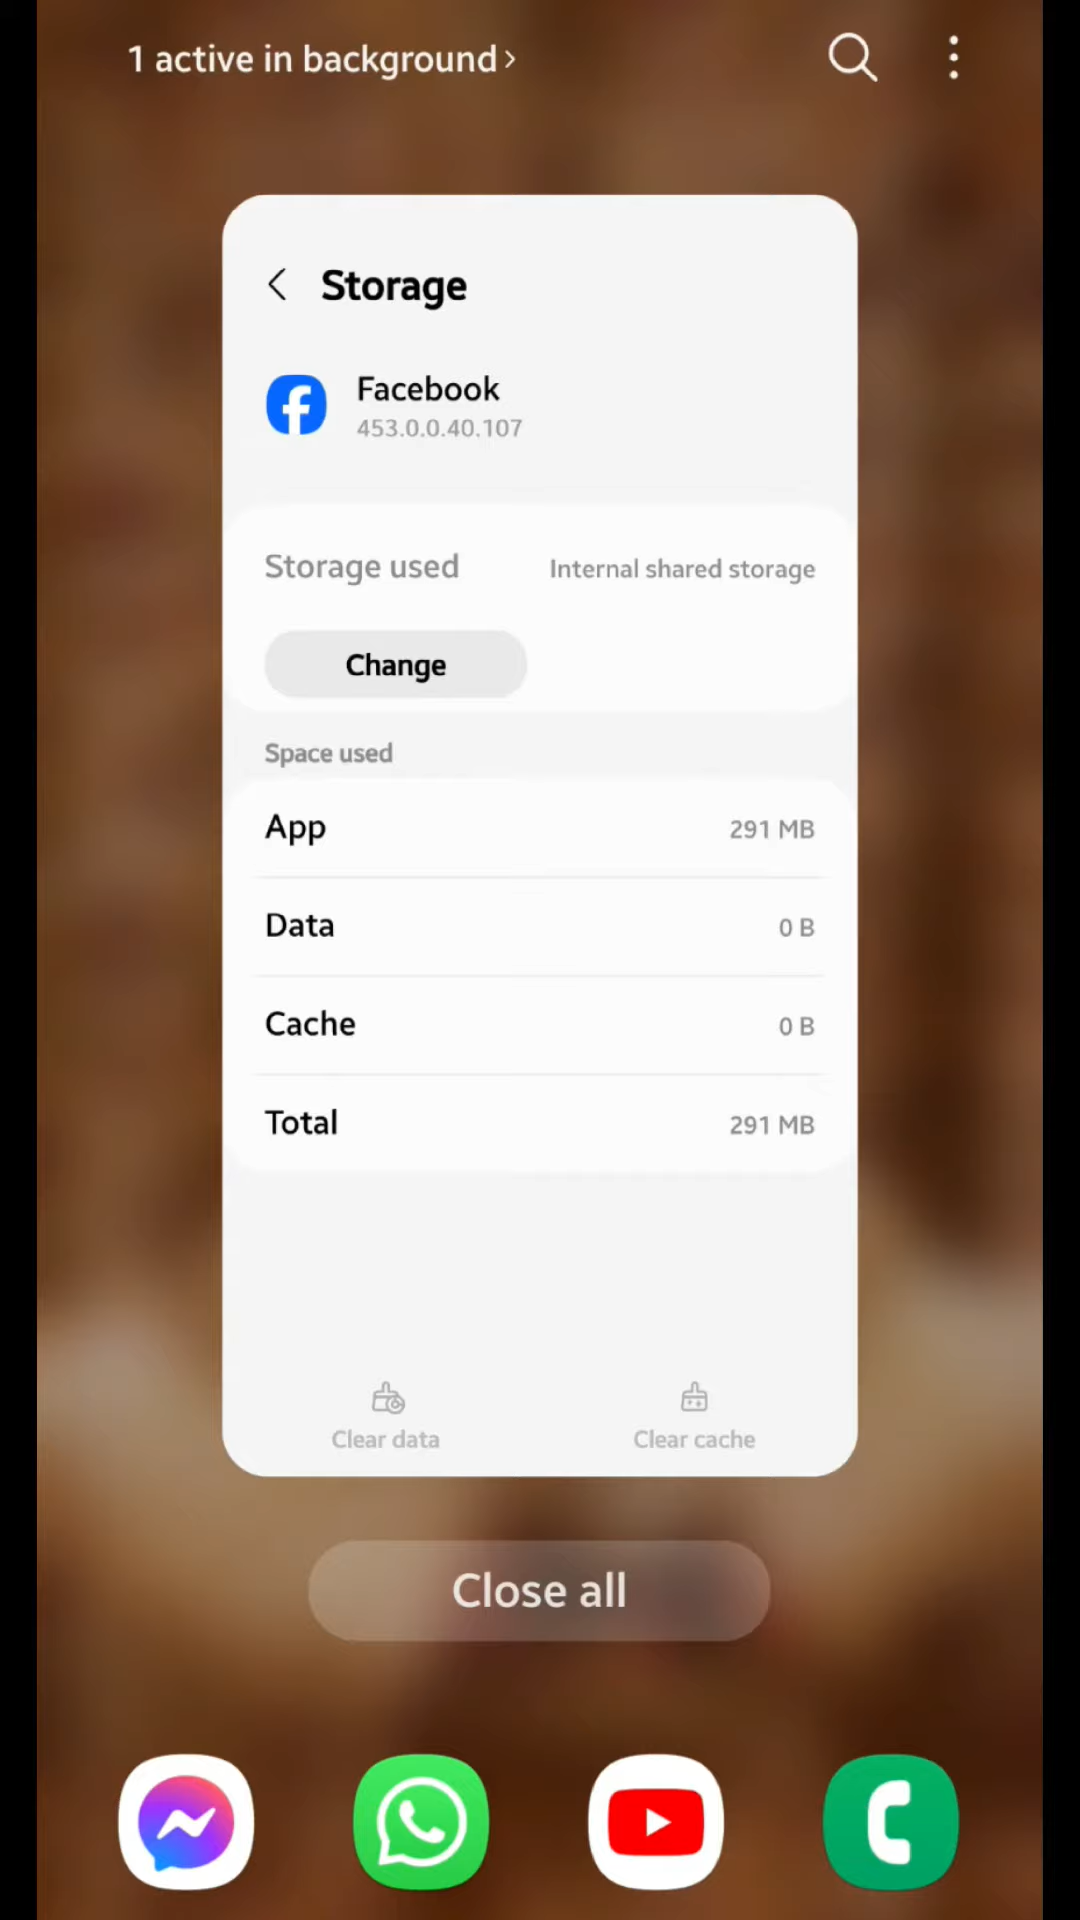 1 active in background
Storage
Facebook
453.0.0.40.107
Storage used Internal shared storage
Change
Space used
App 291 MB
Data 0 B
Cache 0 B
Total 291 MB
Clear data Clear cache
Close all